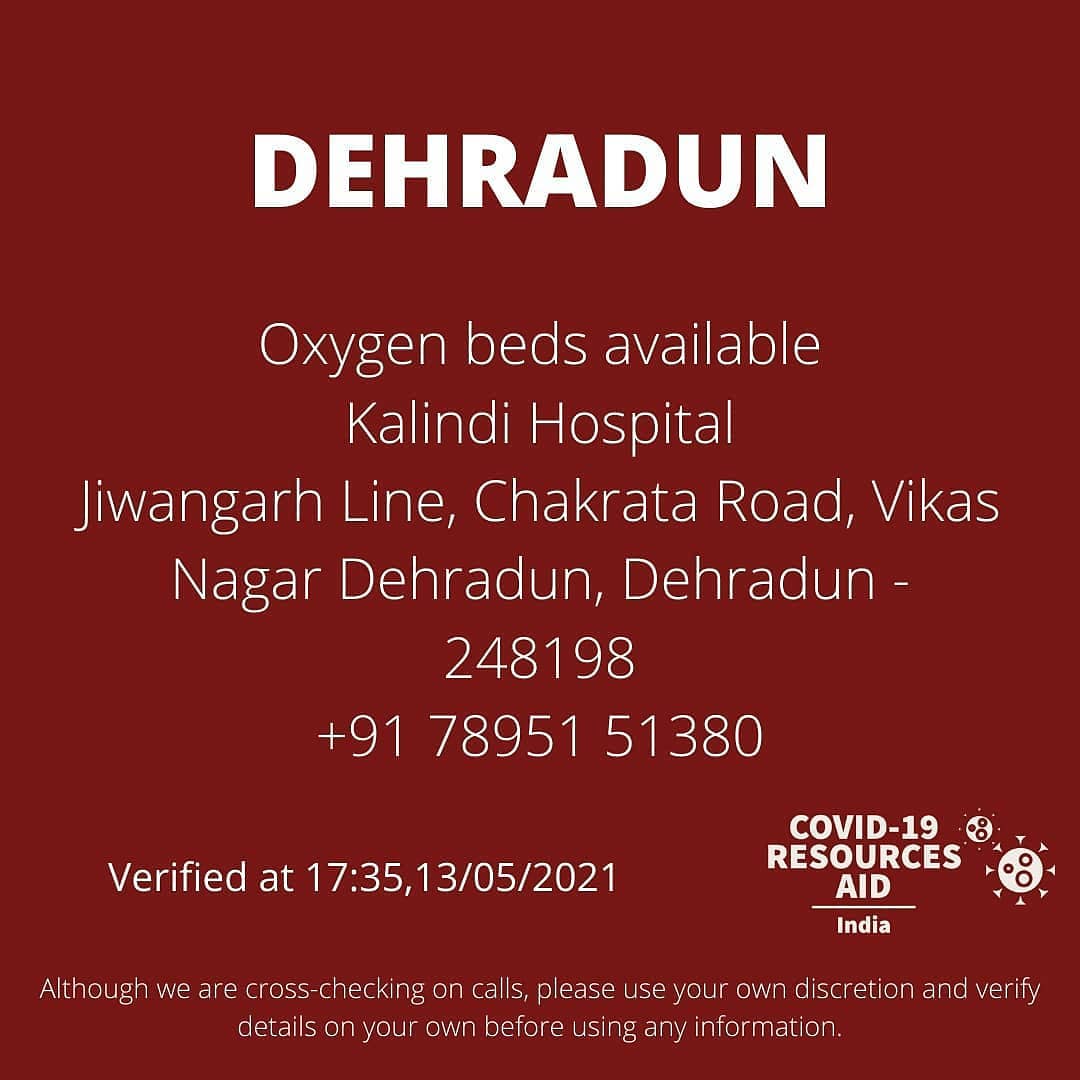 DEHRADUN
Oxygen beds available
Kalindi Hospital
Jiwangarh Line, Chakrata Road, Vikas
Nagar Dehradun, Dehradun -
248198
+91 78951 51380
COVID-19
RESOURCES
AID
India
Verified at 17:35,13/05/2021
Although we are cross-checking on calls, please use your own discretion and verify
details on your own before using any information.